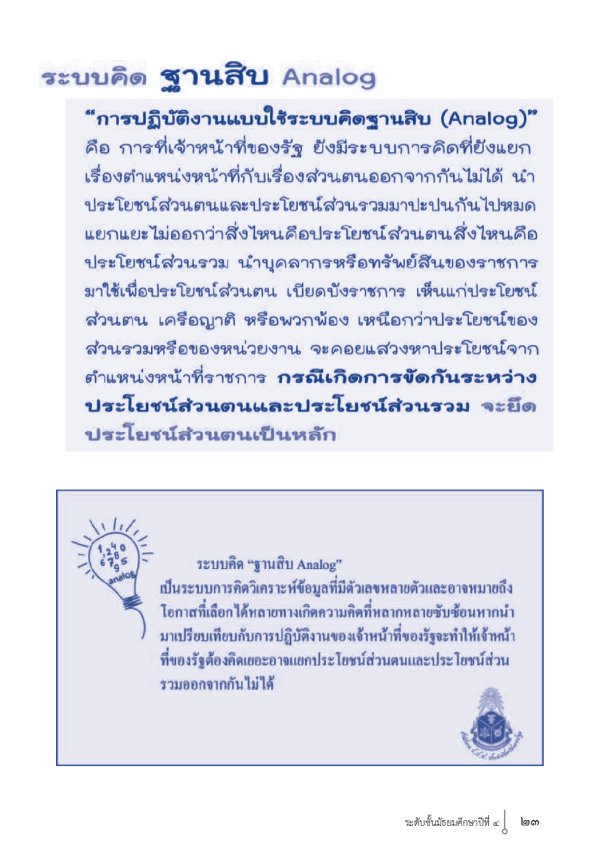 ระบบคิด ฐานสิบ Analog
“การปฏิบัติงานแบบใช้ระบบคิดฐานสิบ (Analog)”
คือ การที่เจ้าหน้าที่ของรัฐ ยังมีระบบการคิดที่ยังแยก
เรื่องตำแหน่งหน้าที่กับเรื่องส่วนตนออกจากกันไม่ได้ นำ
ประโยชน์ส่วนตนและประโยชน์ส่วนรวมมาปะปนกันไปหมด
แยกแยะไม่ออกว่าสิ่งไหนคือประโยชน์ส่วนตนสิ่งไหนคือ
ประโยชน์ส่วนรวม นำบุคลากรหรือทรัพย์สินของราชการ
มาใช้เพื่อประโยชน์ส่วนตน เบียดบังราชการ เห็นแก่ประโยชน์
ส่วนตน เครือญาติ หรือพวกพ้อง เหนือกว่าประโยชน์ของ
ส่วนรวมหรือของหน่วยงาน จะคอยแสวงหาประโยชน์จาก
ตำแหน่งหน้าที่ราชการ กรณีเกิดการขัดกันระหว่าง
ประโยชน์ส่วนตนและประโยชน์ส่วนรวม จะยึด
ประโยชน์ส่วนตนเป็นหลัก
analog
ระบบคิด “ฐานสิบ Analog”
เป็นระบบการคิดวิเคราะห์ข้อมูลที่มีตัวเลขหลายตัวและอาจหมายถึง
โอกาสที่เลือกได้หลายทางเกิดความคิดที่หลากหลายซับซ้อนหากนำ
มาเปรียบเทียบกับการปฏิบัติงานของเจ้าหน้าที่ของรัฐจะทำให้เจ้าหน้า
ที่ของรัฐต้องคิดเยอะอาจแยกประโยชน์ส่วนตนและประโยชน์ส่วน
รวมออกจากกันไม่ได้
ระดับชั้นมัธยมศึกษาปีที่ ๔ ๒๓